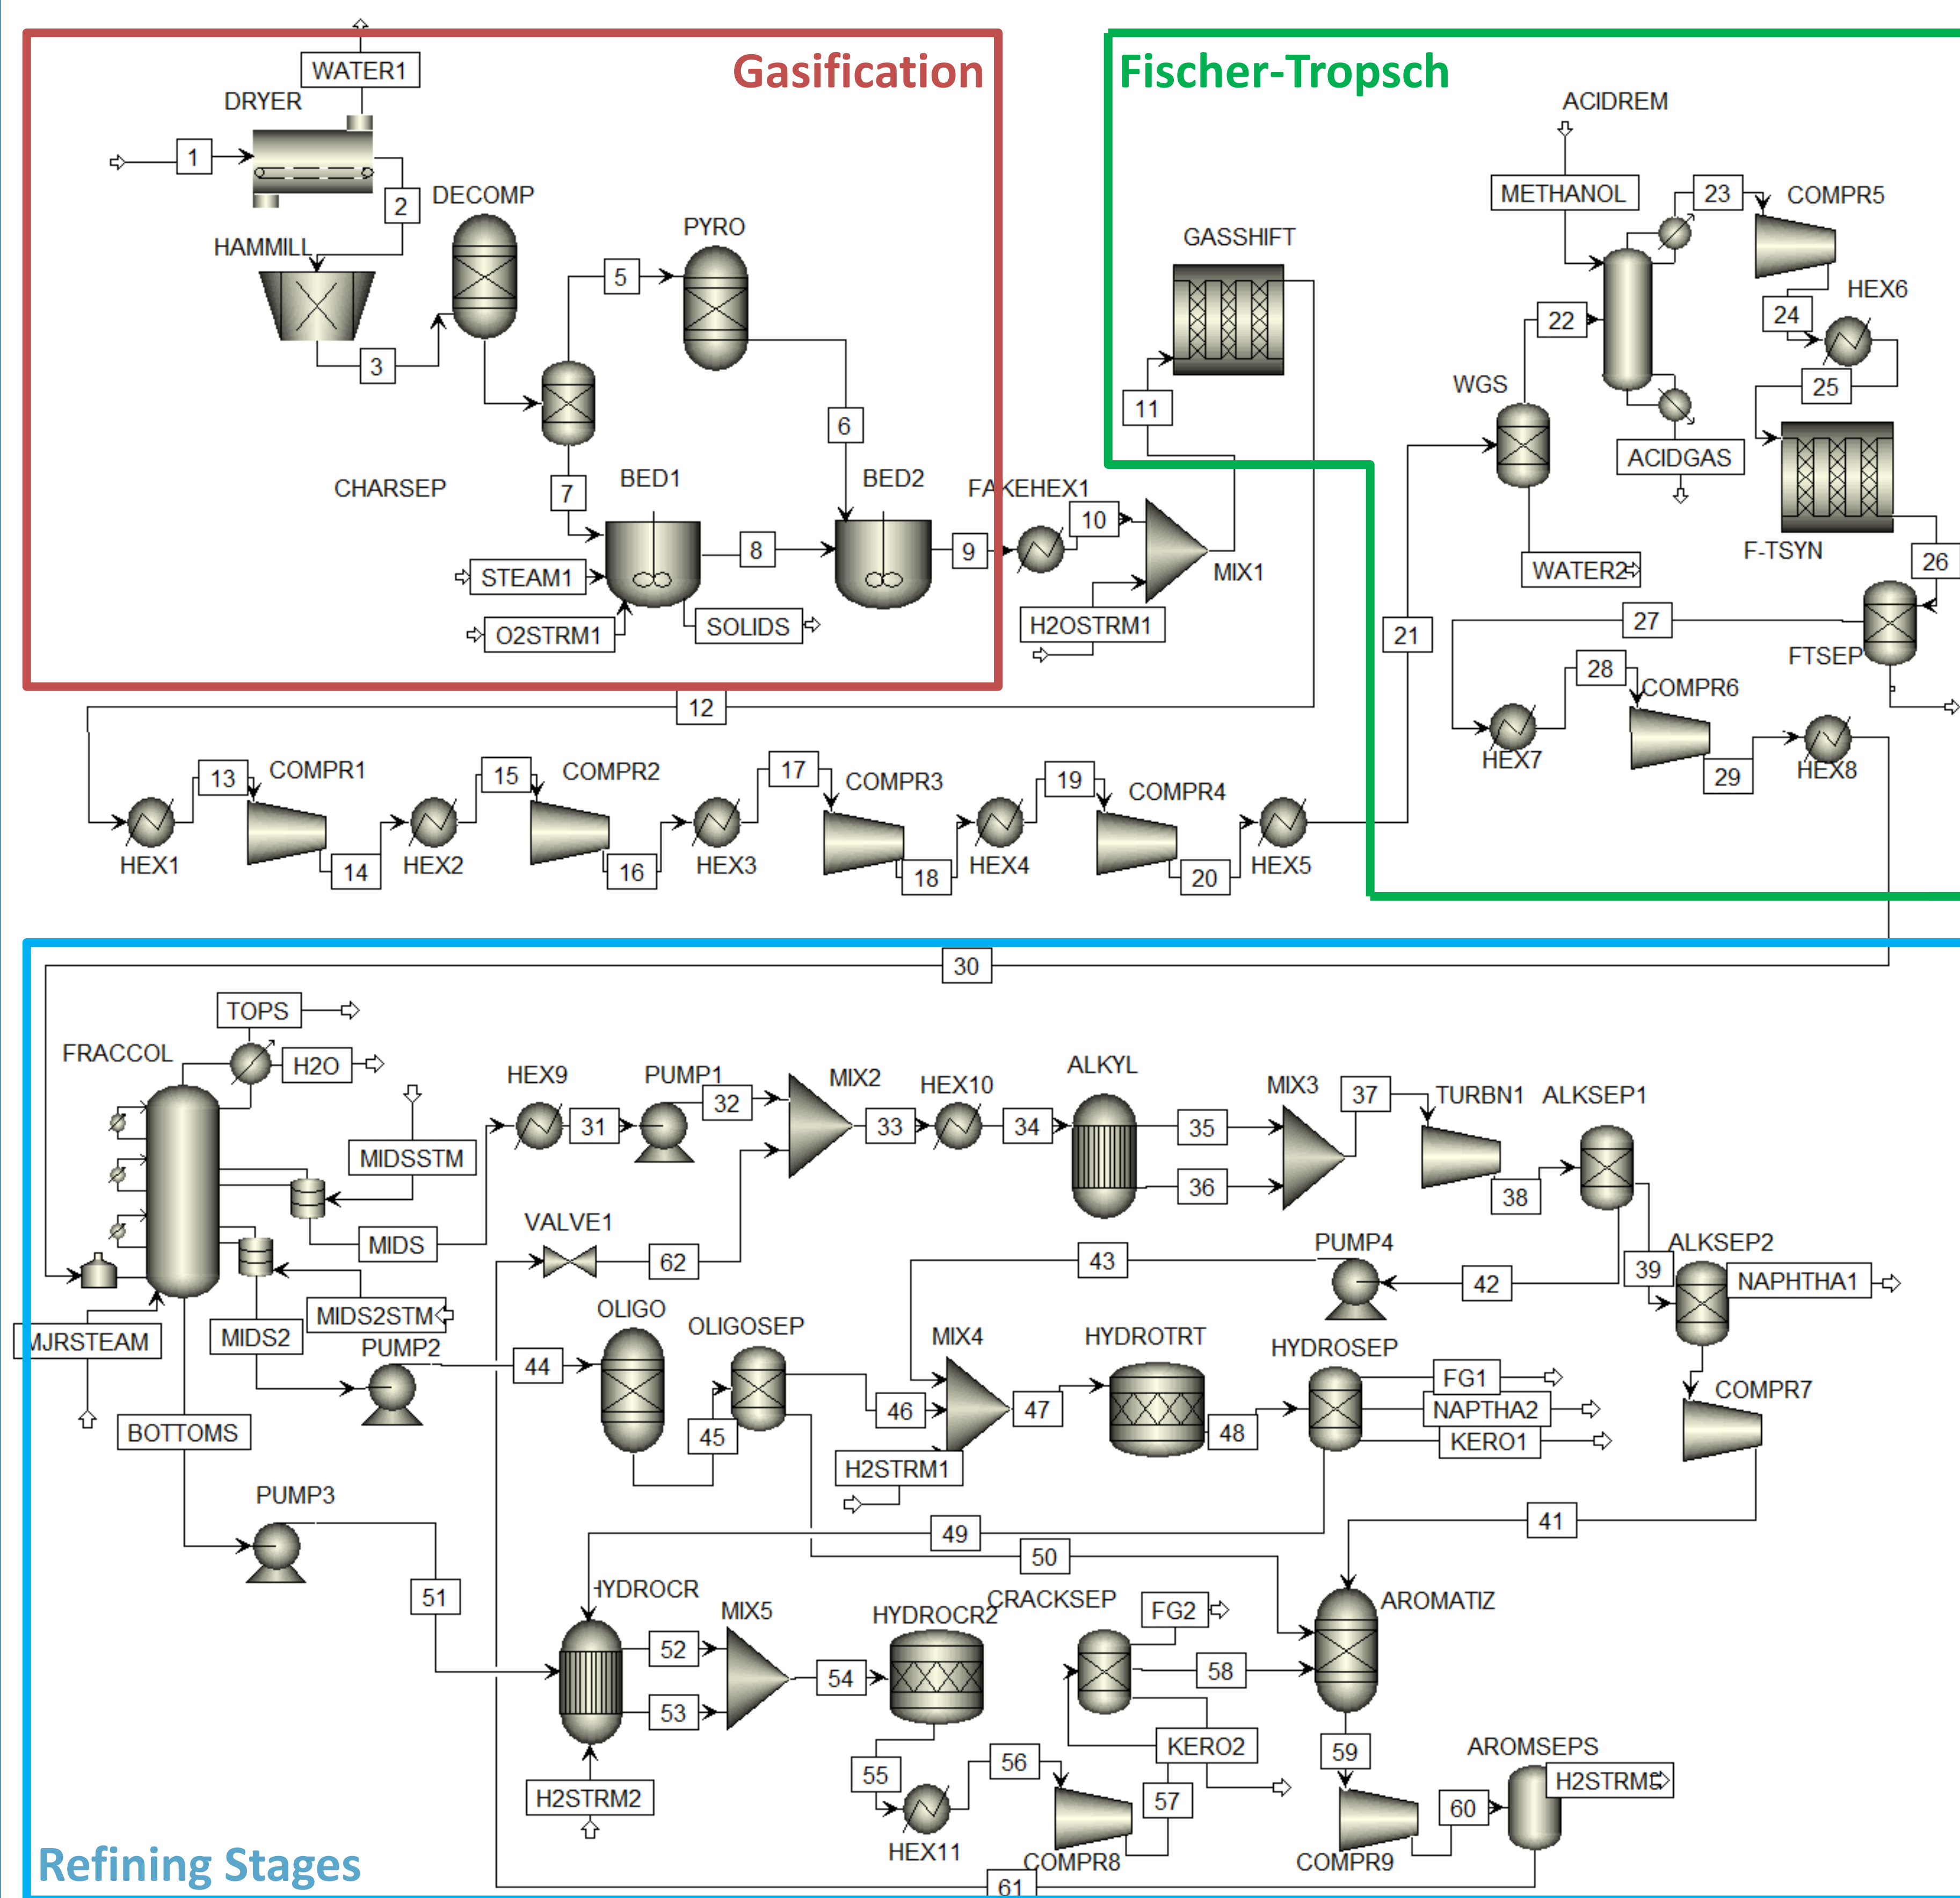 Gasification
Fischer-Tropsch
WATER1
DRYER
1
2
DECOMP
HAMMILL
3
5
PYRO
6
CHARSEP
7
BED1
BED2
STEAM1
8
9
O2STRM1
SOLIDS
FAKEHEX1
10
MIX1
H2OSTRM1
11
GASSHIFT
ACIDREM
METHANOL
23
COMPR5
22
24
HEX6
25
WGS
ACIDGAS
F-TSYN
26
WATER2
27
FTSEP
21
28
COMPR6
HEX7
29
HEX8
12
13
COMPR1
15
COMPR2
17
COMPR3
19
COMPR4
HEX1
14
HEX2
16
HEX3
18
HEX4
20
HEX5
30
TOPS
FRACCOL
H2O
HEX9
PUMP1
MIX2
HEX10
ALKYL
MIX3
37
TURBN1
ALKSEP1
31
32
33
34
35
36
38
MIDSSTM
MIDS
VALVE1
62
43
PUMP4
42
39
ALKSEP2
NAPHTHA1
MIDS2STM
MJRSTEAM
MIDS2
PUMP2
44
OLIGO
OLIGOSEP
MIX4
HYDROTRT
HYDROSEP
FG1
NAPTHA2
KERO1
COMPR7
45
46
47
48
H2STRM1
BOTTOMS
PUMP3
49
50
41
51
HYDROCR
MIX5
HYDROCR2
CRACKSEP
FG2
AROMATIZ
52
53
54
58
KERO2
59
AROMSEPS
H2STRM3
H2STRM2
55
56
57
60
HEX11
COMPR8
COMPR9
61
Refining Stages